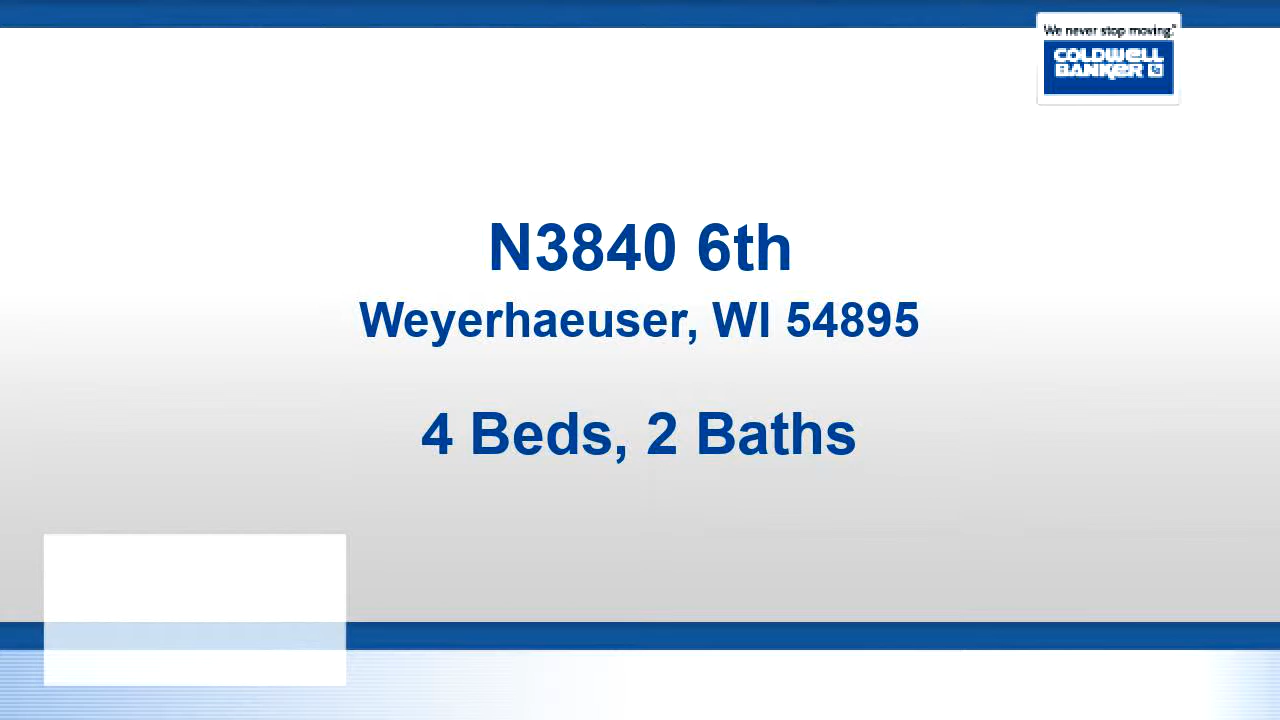 We never stop moving.
COLDWELL
BANKER
N3840 6th
Weyerhaeuser, WI 54895
4 Beds, 2 Baths